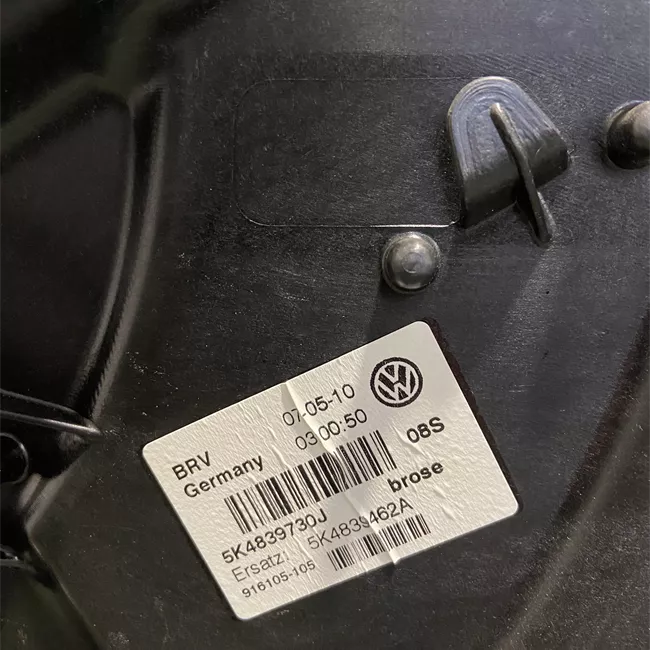 BRV 07-05-10
Germany 03:00:50 08S
brose
5K4839730J
Ersatz: 5K4839462A
916105-105